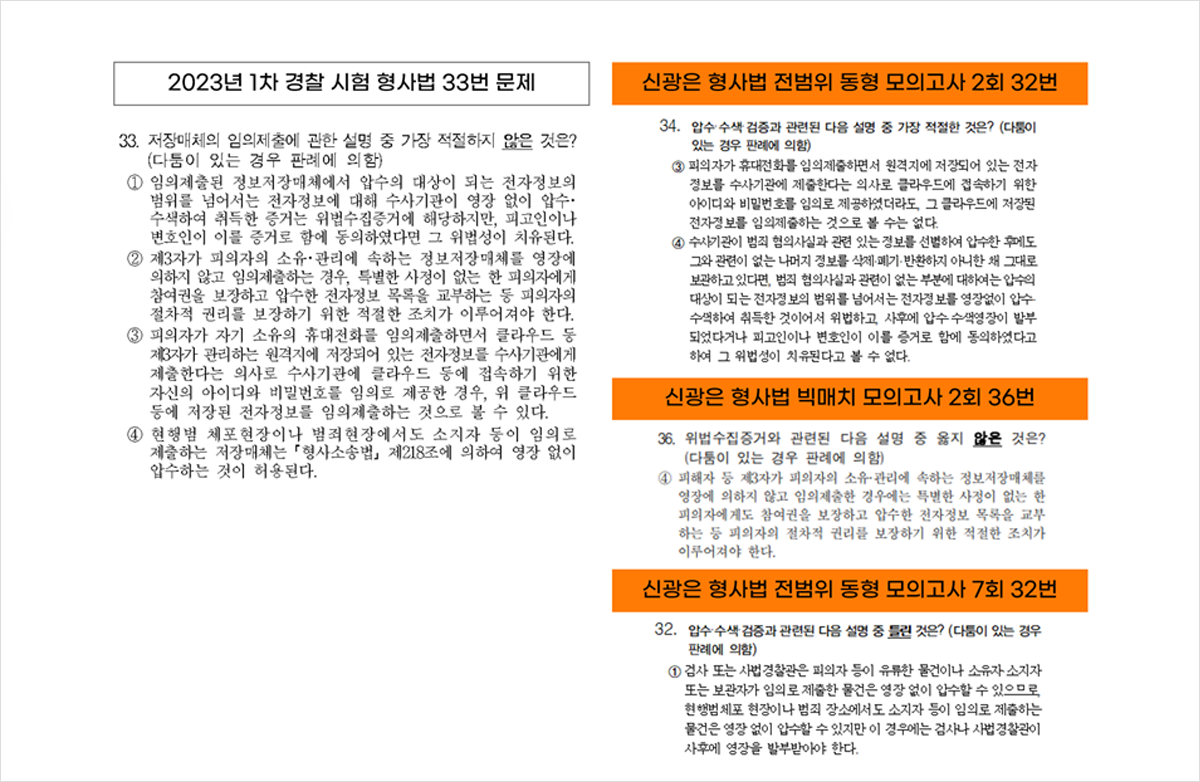 2023년 1차 경찰 시험 형사법 33번 문제
33. 저장매체의 임의제출에 관한 설명 중 가장 적절하지 않은 것은?
(다툼이 있는 경우 판례에 의함)
① 임의제출된 정보저장매체에서 압수의 대상이 되는 전자정보의
범위를 넘어서는 전자정보에 대해 수사기관이 영장 없이 압수·
수색하여 취득한 증거는 위법수집증거에 해당하지만, 피고인이나
변호인이 이를 증거로 함에 동의하였다면 그 위법성이 치유된다.
② 제3자가 피의자의 소유·관리에 속하는 정보저장매체를 영장에
의하지 않고 임의제출하는 경우, 특별한 사정이 없는 한 피의자에게
참여권을 보장하고 압수한 전자정보 목록을 교부하는 등 피의자의
절차적 권리를 보장하기 위한 적절한 조치가 이루어져야 한다.
③ 피의자가 자기 소유의 휴대전화를 임의제출하면서 클라우드 등
제3자가 관리하는 원격지에 저장되어 있는 전자정보를 수사기관에게
제출한다는 의사로 수사기관에 클라우드 등에 접속하기 위한
자신의 아이디와 비밀번호를 임의로 제공한 경우, 위 클라우드
등에 저장된 전자정보를 임의제출하는 것으로 볼 수 있다.
④ 현행범 체포현장이나 범죄현장에서도 소지자 등이 임의로
제출하는 저장매체는 「형사소송법」 제218조에 의하여 영장 없이
압수하는 것이 허용된다.
신광은 형사법 전범위 동형 모의고사 2회 32번
34. 압수·수색·검증과 관련된 다음 설명 중 가장 적절한 것은? (다툼이
있는 경우 판례에 의함)
③ 피의자가 휴대전화를 임의제출하면서 원격지에 저장되어 있는 전자
정보를 수사기관에 제출한다는 의사로 클라우드에 접속하기 위한
아이디와 비밀번호를 임의로 제공하였더라도, 그 클라우드에 저장된
전자정보를 임의제출하는 것으로 볼 수는 없다.
④ 수사기관이 범죄 혐의사실과 관련 있는 정보를 선별하여 압수한 후에도
그와 관련이 없는 나머지 정보를 삭제·폐기·반환하지 아니한 채 그대로
보관하고 있다면, 범죄 혐의사실과 관련이 없는 부분에 대하여는 압수의
대상이 되는 전자정보의 범위를 넘어서는 전자정보를 영장없이 압수·
수색하여 취득한 것이어서 위법하고, 사후에 압수·수색영장이 발부
되었다거나 피고인이나 변호인이 이를 증거로 함에 동의하였다고
하여 그 위법성이 치유된다고 볼 수 없다.
신광은 형사법 빅매치 모의고사 2회 36번
36. 위법수집증거와 관련된 다음 설명 중 옳지 않은 것은?
(다툼이 있는 경우 판례에 의함)
④ 피해자 등 제3자가 피의자의 소유·관리에 속하는 정보저장매체를
영장에 의하지 않고 임의제출한 경우에는 특별한 사정이 없는 한
피의자에게도 참여권을 보장하고 압수한 전자정보 목록을 교부
하는 등 피의자의 절차적 권리를 보장하기 위한 적절한 조치가
이루어져야 한다.
신광은 형사법 전범위 동형 모의고사 7회 32번
32. 압수·수색·검증과 관련된 다음 설명 중 틀린 것은? (다툼이 있는 경우
판례에 의함)
① 검사 또는 사법경찰관은 피의자 등이 유류한 물건이나 소유자·소지자
또는 보관자가 임의로 제출한 물건은 영장 없이 압수할 수 있으므로,
현행범체포 현장이나 범죄 장소에서도 소지자 등이 임의로 제출하는
물건은 영장 없이 압수할 수 있지만 이 경우에는 검사나 사법경찰관이
사후에 영장을 발부받아야 한다.